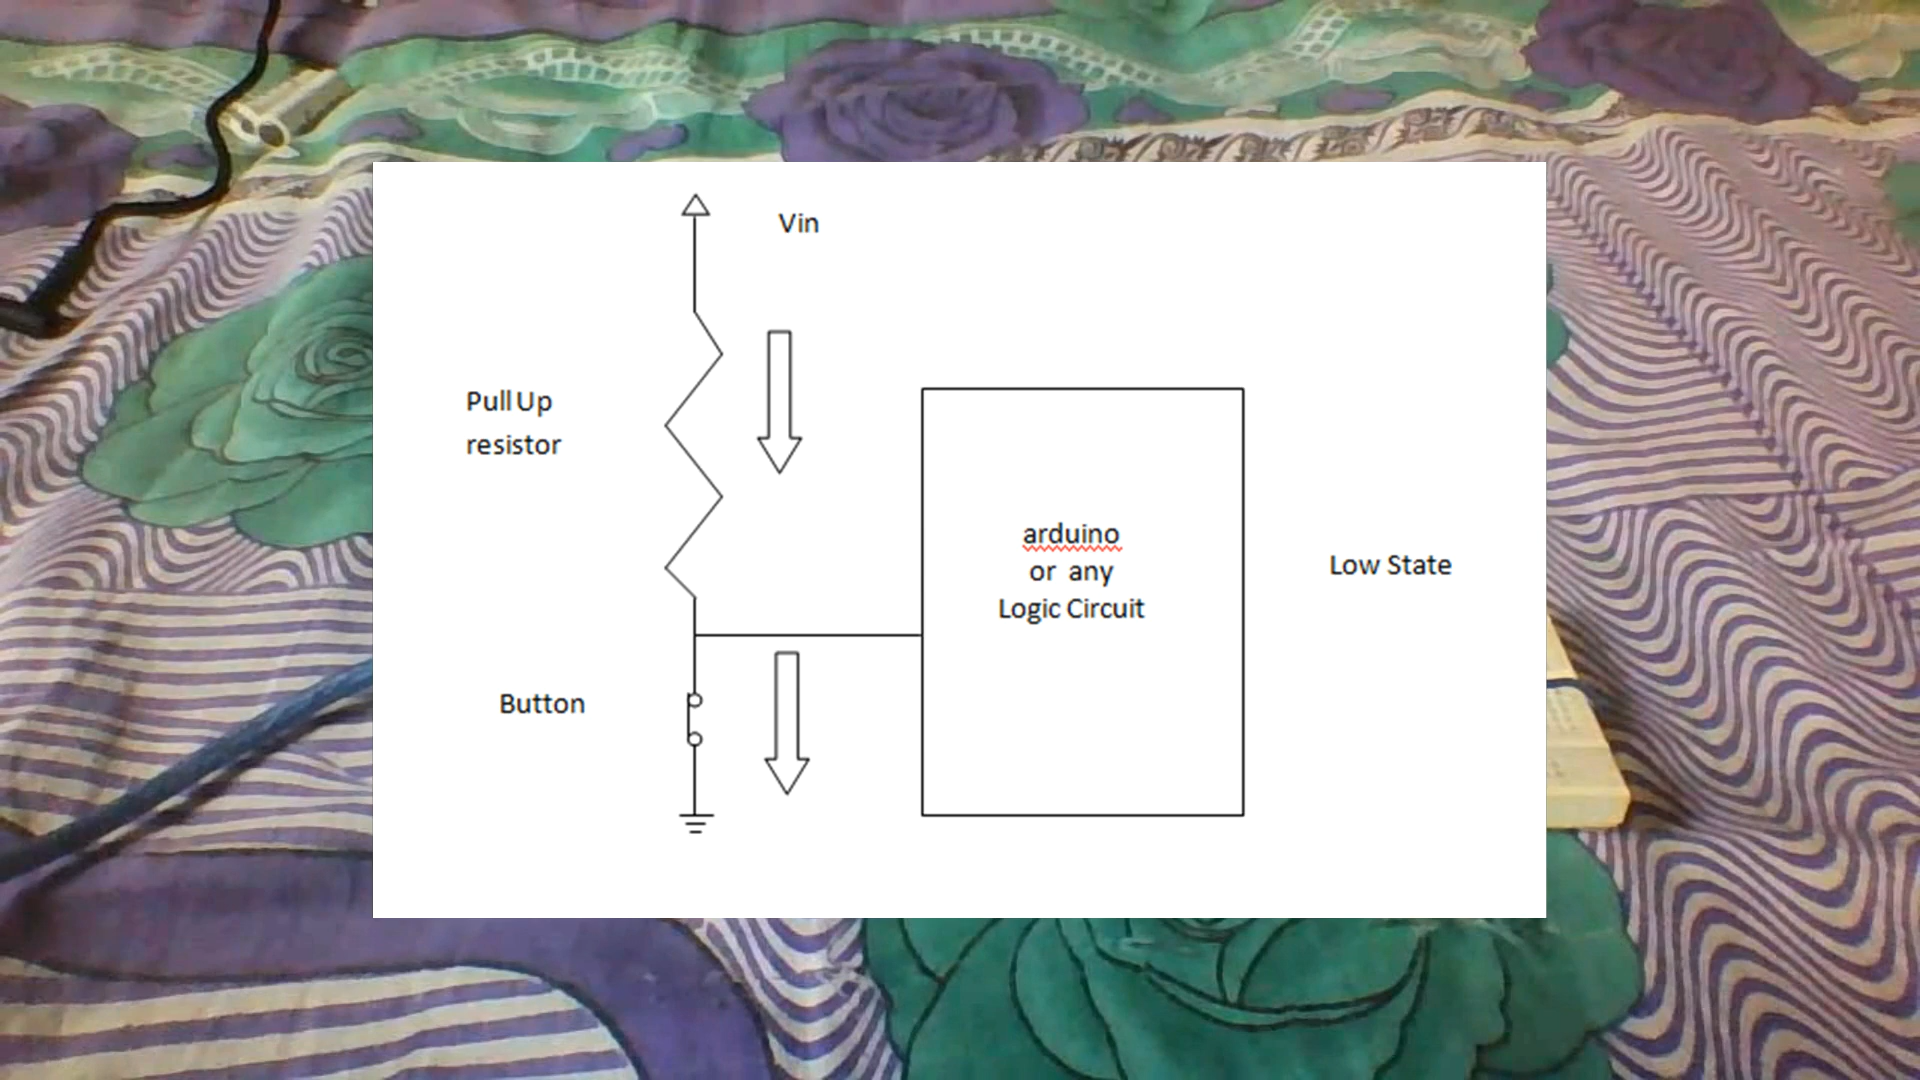 Vin
Pull Up
resistor
arduino
or any
Logic Circuit
Low State
Button